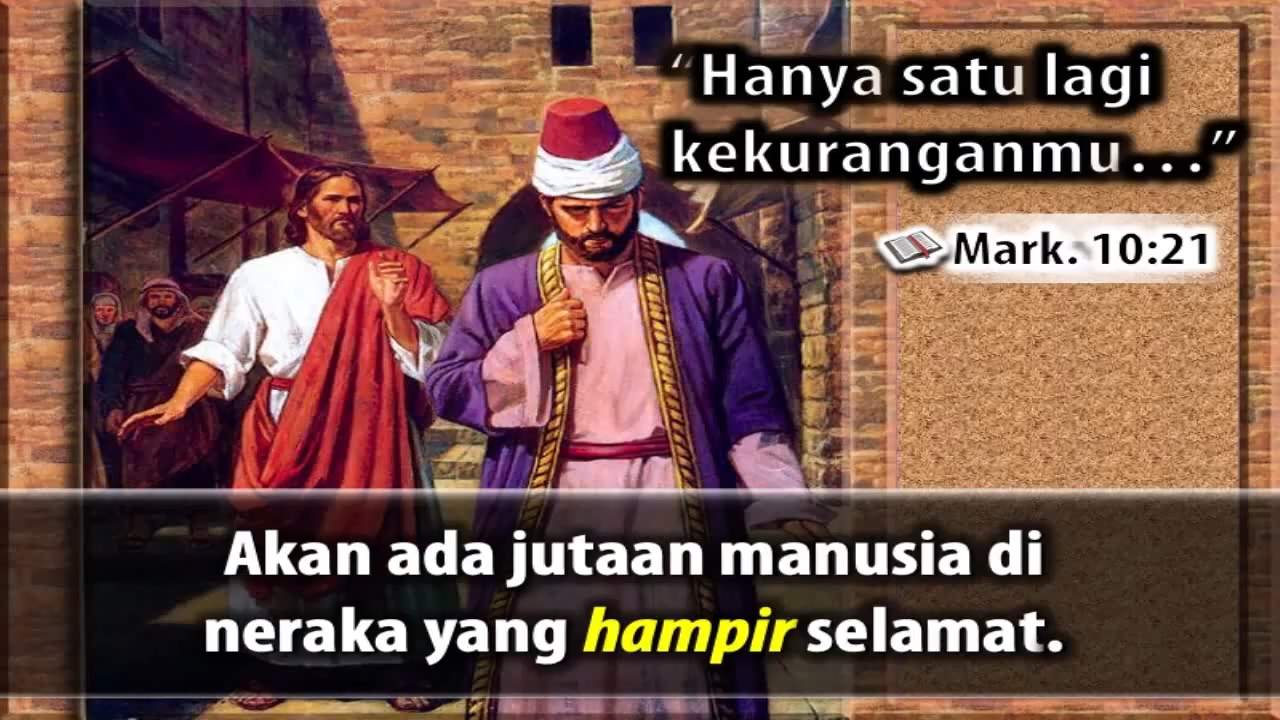 “Hanya satu lagi
kekuranganmu...”
Mark. 10:21
Akan ada jutaan manusia di
neraka yang hampir selamat.